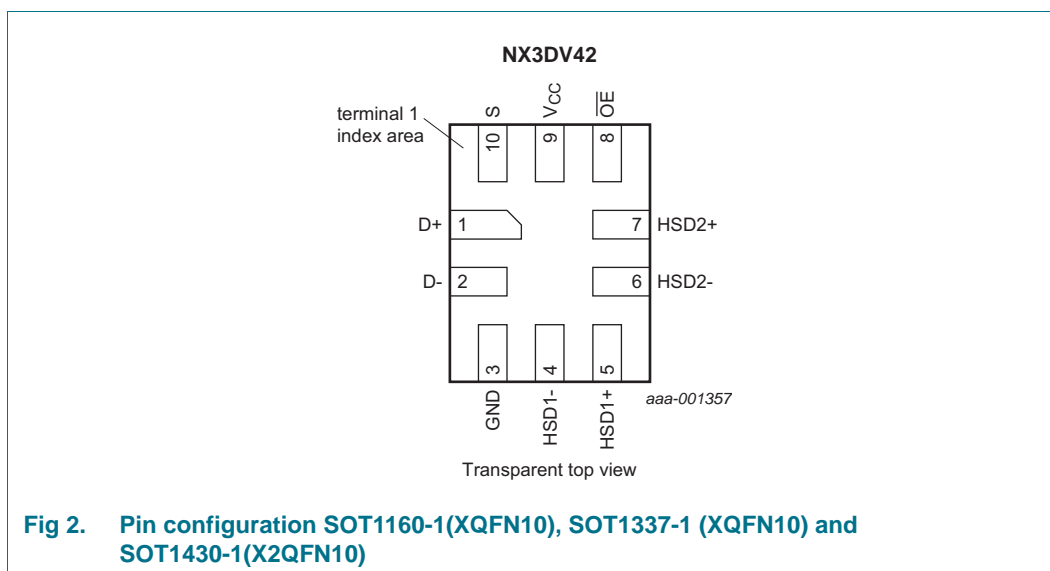 NX3DV42
terminal 1
index area
S
VCC
OE
10
9
8
D+
1
7
HSD2+
D-
2
6
HSD2-
3
4
5
GND
HSD1-
HSD1+
aaa-001357
Transparent top view
Fig 2. Pin configuration SOT1160-1(XQFN10), SOT1337-1 (XQFN10) and
SOT1430-1(X2QFN10)